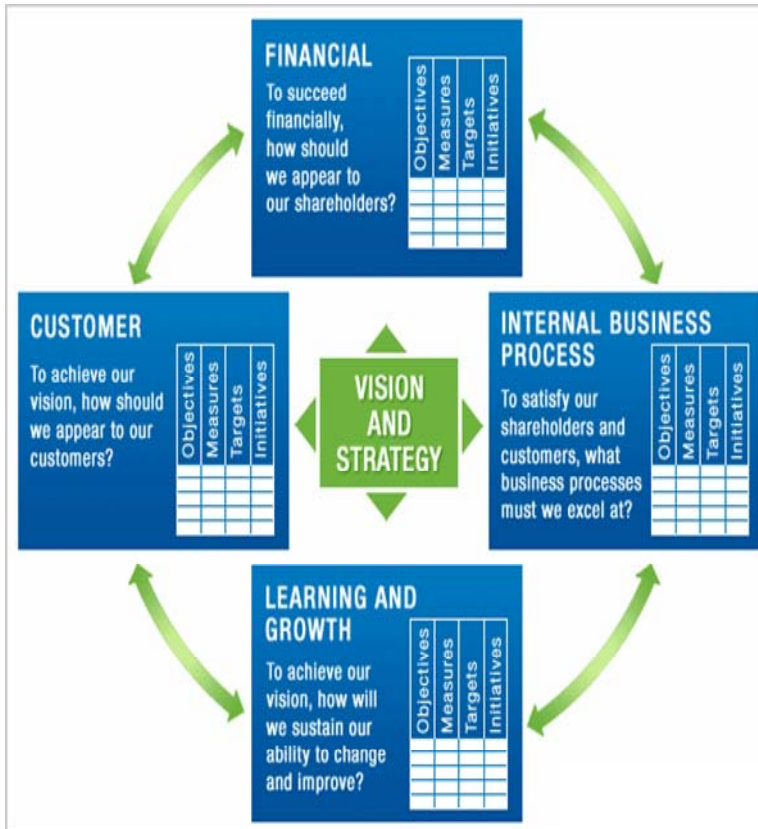 FINANCIAL
To succeed
financially,
how should
we appear to
our shareholders?
Objectives
Measures
Targets
Initiatives
CUSTOMER
To achieve our
vision, how should
we appear to our
customers?
Objectives
Measures
Targets
Initiatives
VISION
AND
STRATEGY
INTERNAL BUSINESS
PROCESS
To satisfy our
shareholders and
customers, what
business processes
must we excel at?
Objectives
Measures
Targets
Initiatives
LEARNING AND
GROWTH
To achieve our
vision, how will
we sustain our
ability to change
and improve?
Objectives
Measures
Targets
Initiatives